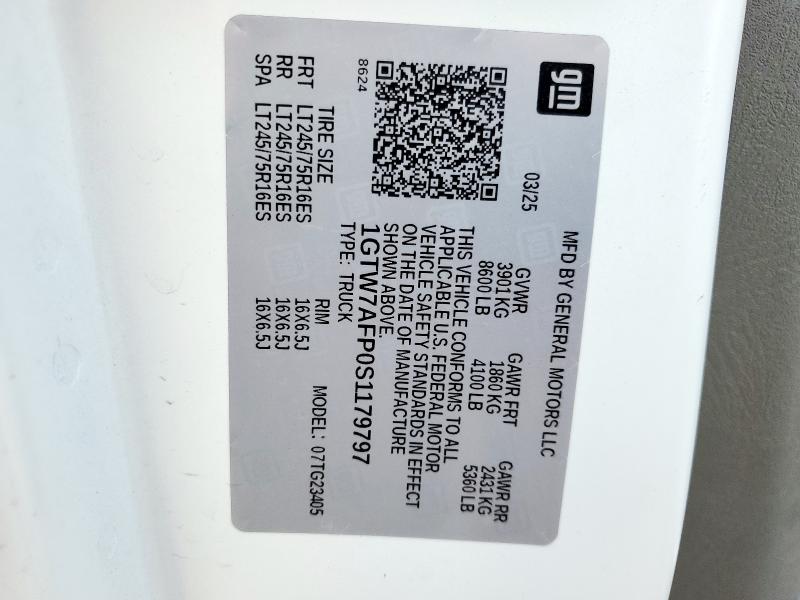 gm
MFD BY GENERAL MOTORS LLC
03/25
GVWR GAWR FRT GAWR RR
3901 KG 1860 KG 2431 KG
8600 LB 4100 LB 5360 LB
THIS VEHICLE CONFORMS TO ALL
APPLICABLE U.S. FEDERAL MOTOR
VEHICLE SAFETY STANDARDS IN EFFECT
ON THE DATE OF MANUFACTURE
SHOWN ABOVE.
1GTW7AFP0S1179797
TYPE: TRUCK
8624
MODEL: 07TG23405
TIRE SIZE RIM
FRT LT245/75R16ES 16X6.5J
RR LT245/75R16ES 16X6.5J
SPA LT245/75R16ES 16X6.5J